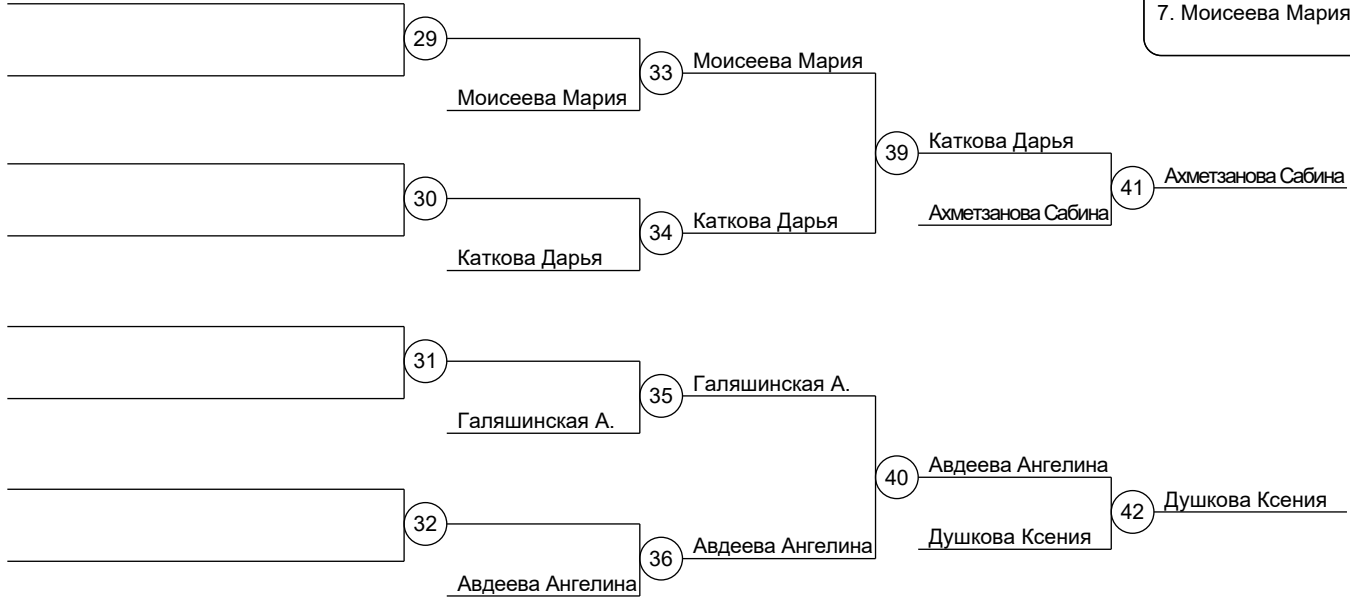 7. Моисеева Мария
29
33
Моисеева Мария
Моисеева Мария
39
Каткова Дарья
30
34
Каткова Дарья
Каткова Дарья
Ахметзанова Сабина
41
Ахметзанова Сабина
31
35
Галяшинская А.
Галяшинская А.
40
Авдеева Ангелина
32
36
Авдеева Ангелина
Авдеева Ангелина
Душкова Ксения
42
Душкова Ксения